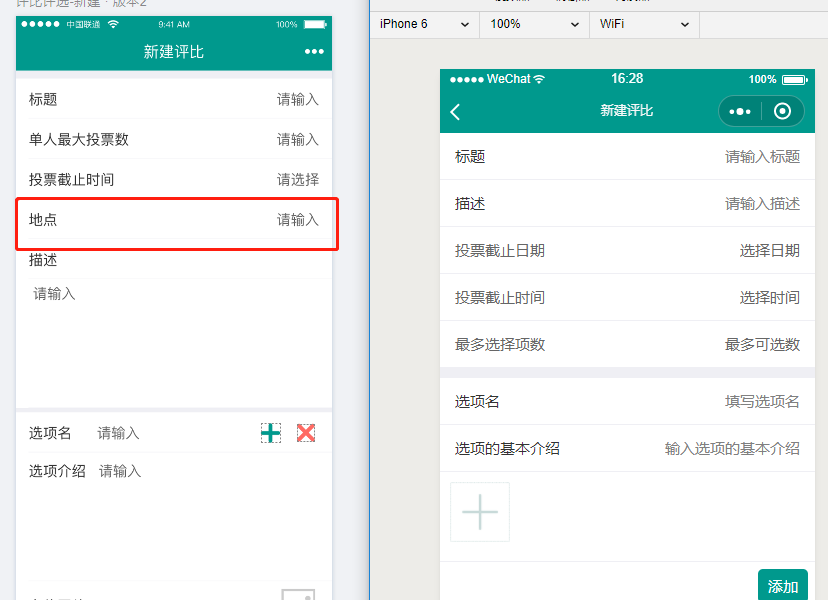 评比评选-新建 · 版本2
中国联通 9:41 AM 100%
新建评比
标题 请输入
单人最大投票数 请输入
投票截止时间 请选择
地点 请输入
描述
请输入
选项名 请输入
选项介绍 请输入
iPhone 6 100% WiFi
WeChat 16:28 100%
新建评比
标题 请输入标题
描述 请输入描述
投票截止日期 选择日期
投票截止时间 选择时间
最多选择项数 最多可选数
选项名 填写选项名
选项的基本介绍 输入选项的基本介绍
添加